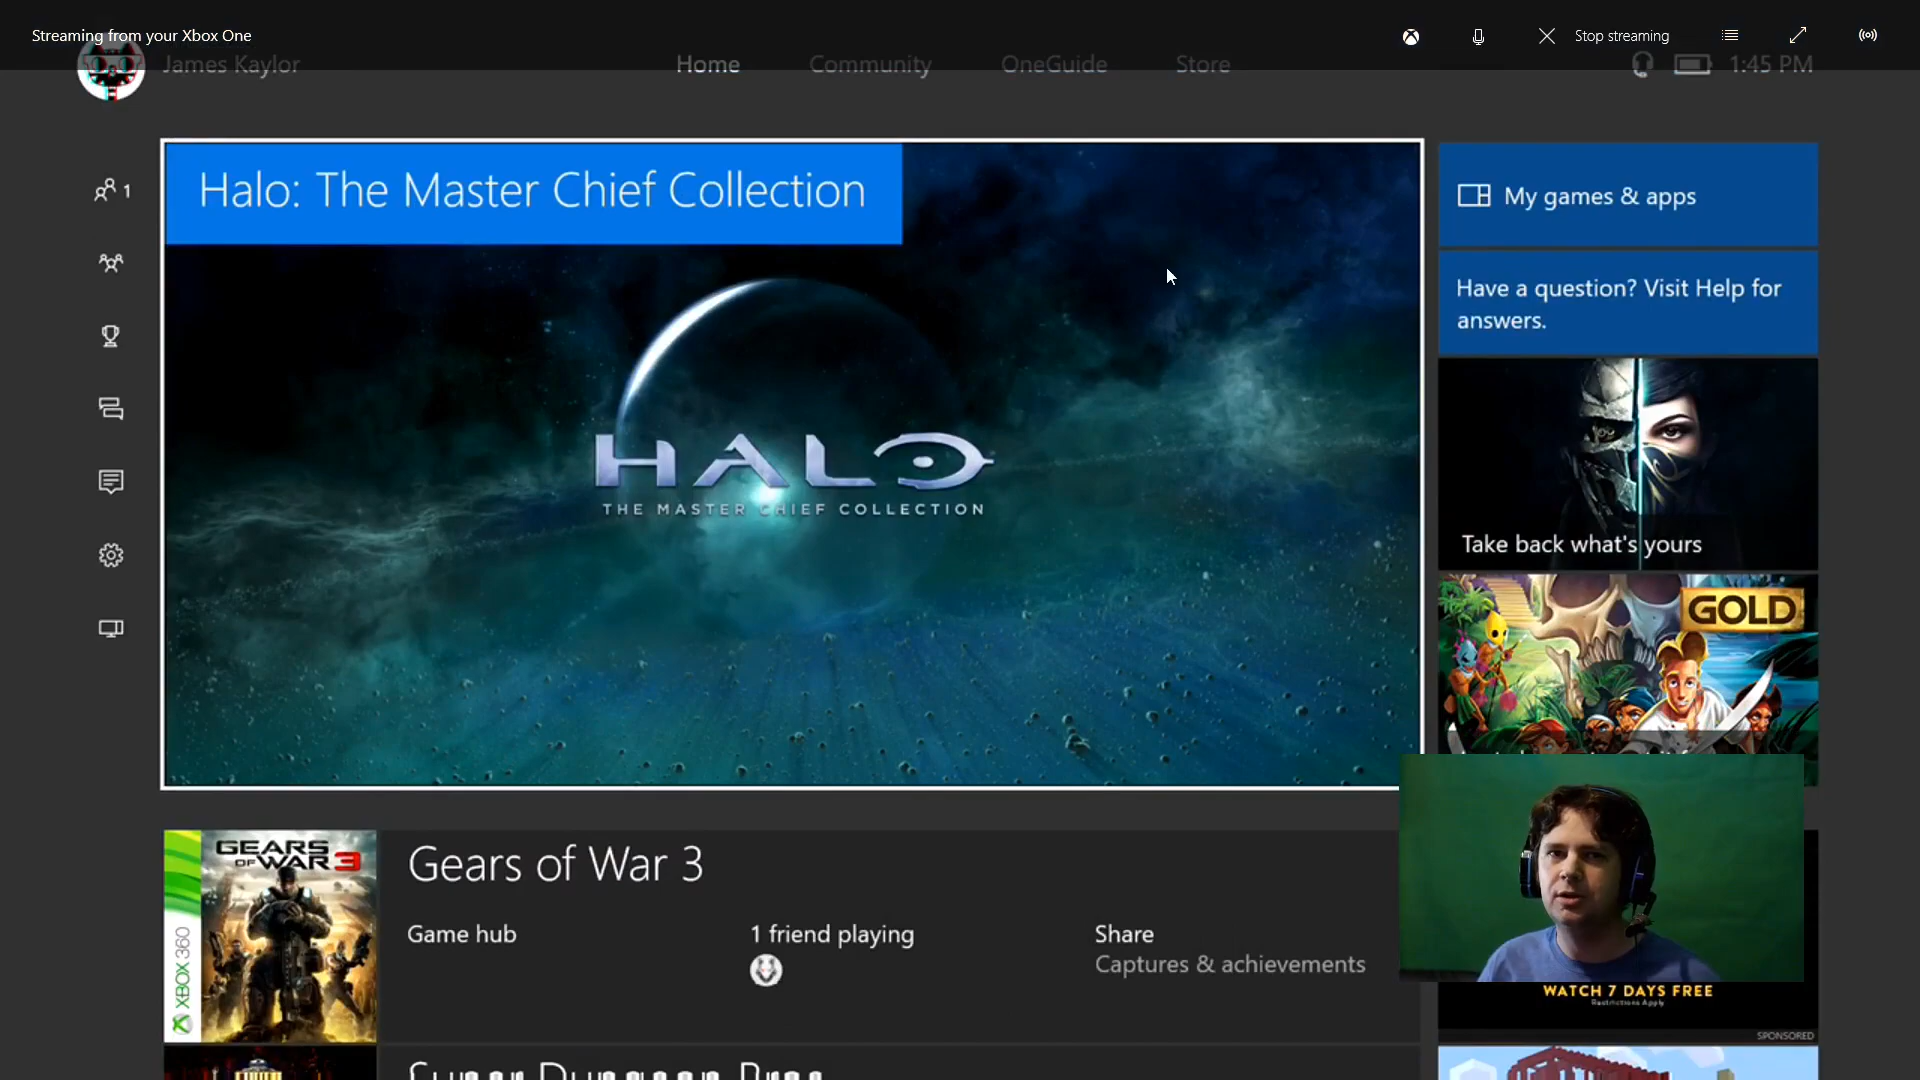 Streaming from your Xbox One
Stop streaming
James Kaylor
Home
Community
OneGuide
Store
1:45 PM
1
Halo: The Master Chief Collection
HALO
THE MASTER CHIEF COLLECTION
My games & apps
Have a question? Visit Help for
answers.
Take back what's yours
GOLD
GEARS
OF WAR 3
XBOX 360
Gears of War 3
Game hub
1 friend playing
Share
Captures & achievements
WATCH 7 DAYS FREE
Restrictions Apply
SPONSORED